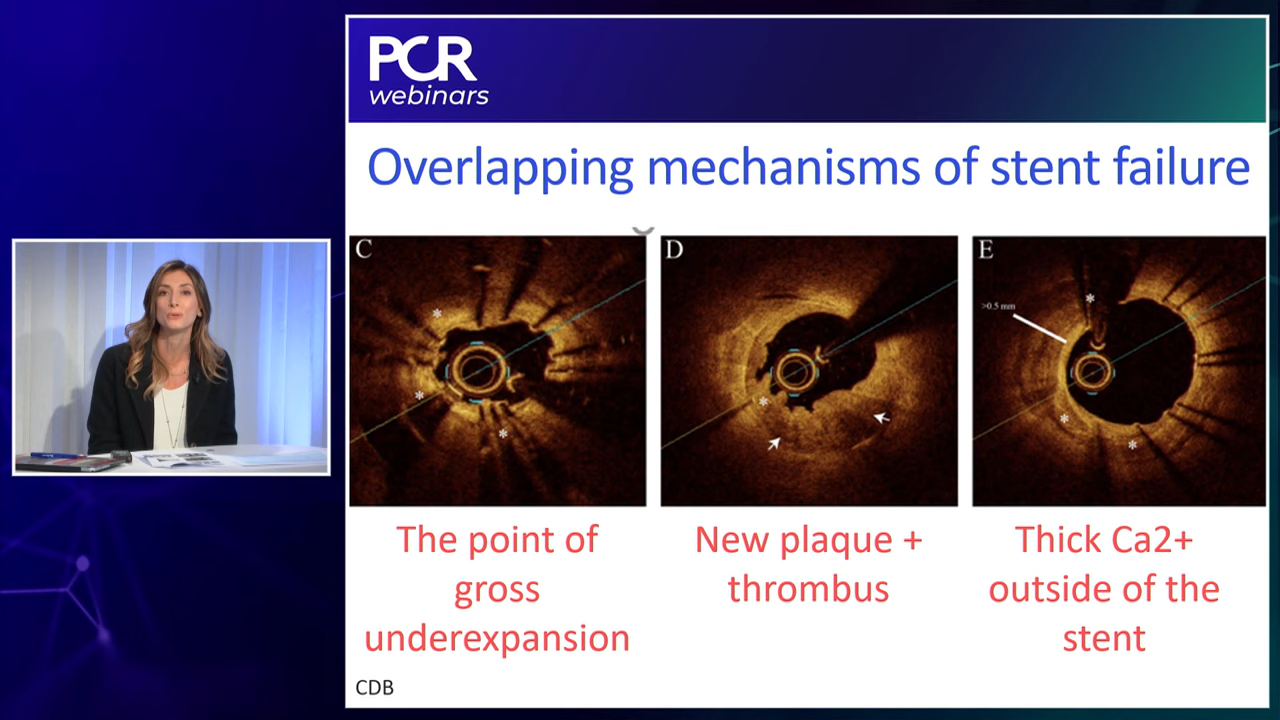 PCR
webinars
Overlapping mechanisms of stent failure
C
D
E
>0.5 mm
*
*
*
*
*
*
*
The point of
gross
underexpansion
New plaque +
thrombus
Thick Ca2+
outside of the
stent
CDB